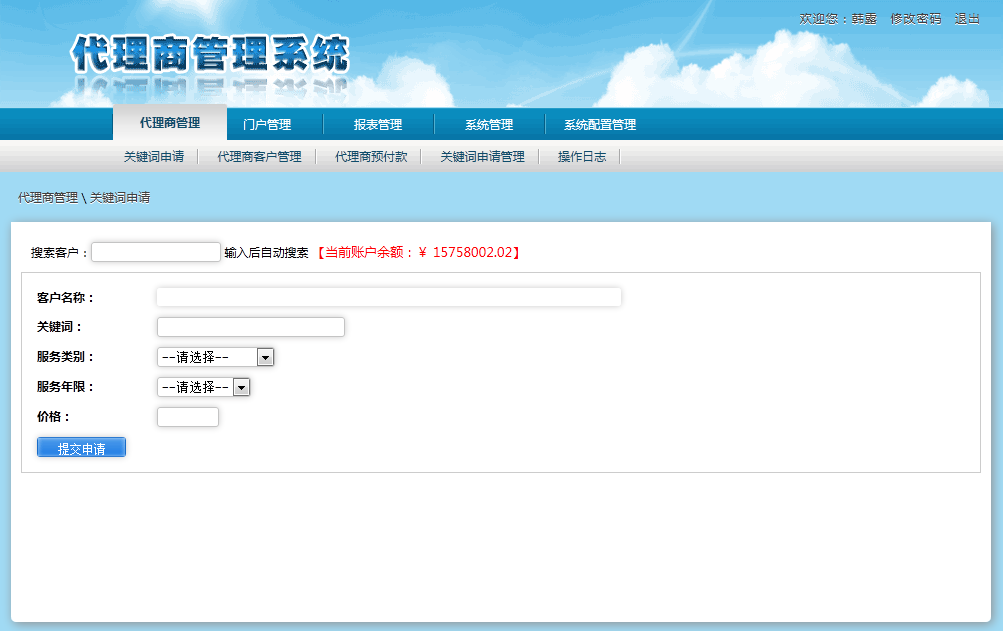 欢迎您：韩露 修改密码 退出
代理商管理系统
代理商管理 门户管理 报表管理 系统管理 系统配置管理
关键词申请 代理商客户管理 代理商预付款 关键词申请管理 操作日志
代理商管理 \ 关键词申请
搜索客户： 输入后自动搜索 【当前账户余额：￥ 15758002.02】
客户名称：
关键词：
服务类别： --请选择--
服务年限： --请选择--
价格：
提交申请